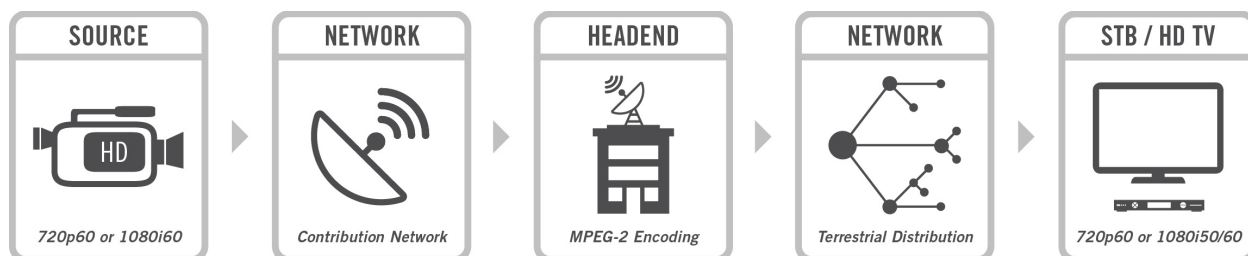 SOURCE
HD
720p60 or 1080i60
NETWORK
Contribution Network
HEADEND
MPEG-2 Encoding
NETWORK
Terrestrial Distribution
STB / HD TV
720p60 or 1080i50/60